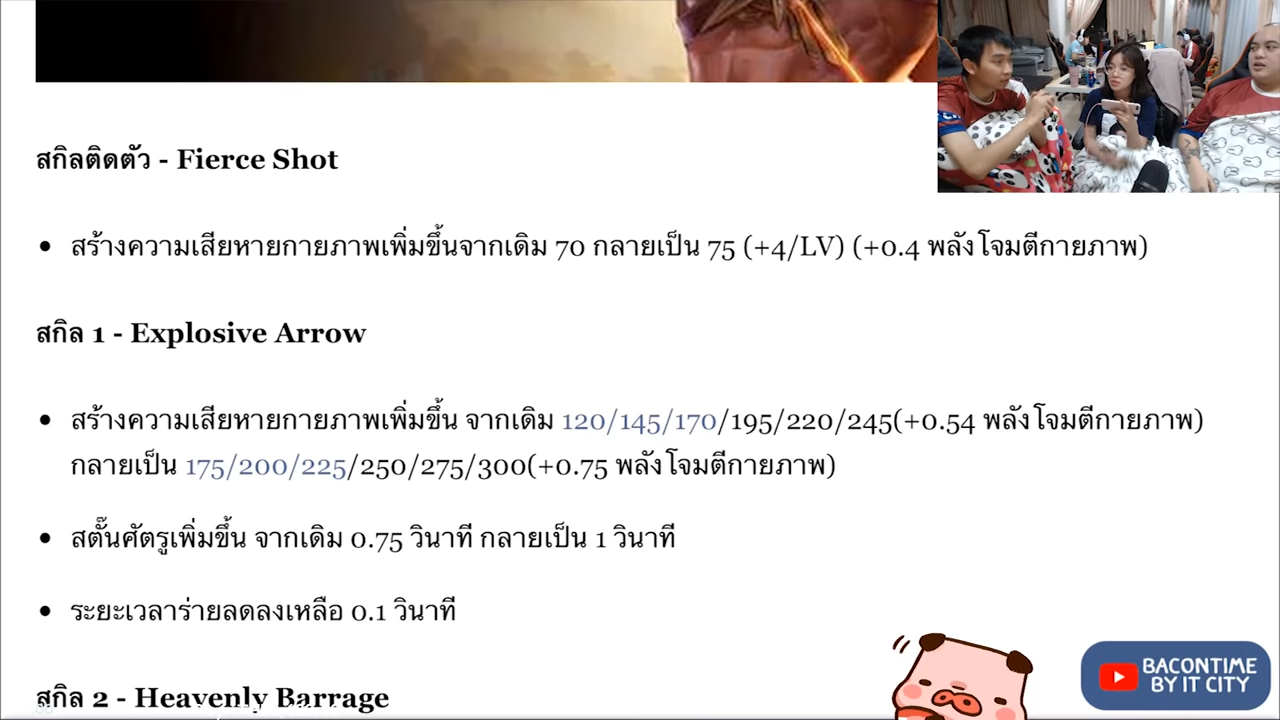 สกิลติดตัว - Fierce Shot
• สร้างความเสียหายกายภาพเพิ่มขึ้นจากเดิม 70 กลายเป็น 75 (+4/LV) (+0.4 พลังโจมตีกายภาพ)
สกิล 1 - Explosive Arrow
• สร้างความเสียหายกายภาพเพิ่มขึ้น จากเดิม 120/145/170/195/220/245(+0.54 พลังโจมตีกายภาพ)
กลายเป็น 175/200/225/250/275/300(+0.75 พลังโจมตีกายภาพ)
• สตั๊นศัตรูเพิ่มขึ้น จากเดิม 0.75 วินาที กลายเป็น 1 วินาที
• ระยะเวลาร่ายลดลงเหลือ 0.1 วินาที
สกิล 2 - Heavenly Barrage
BACONTIME
BY IT CITY